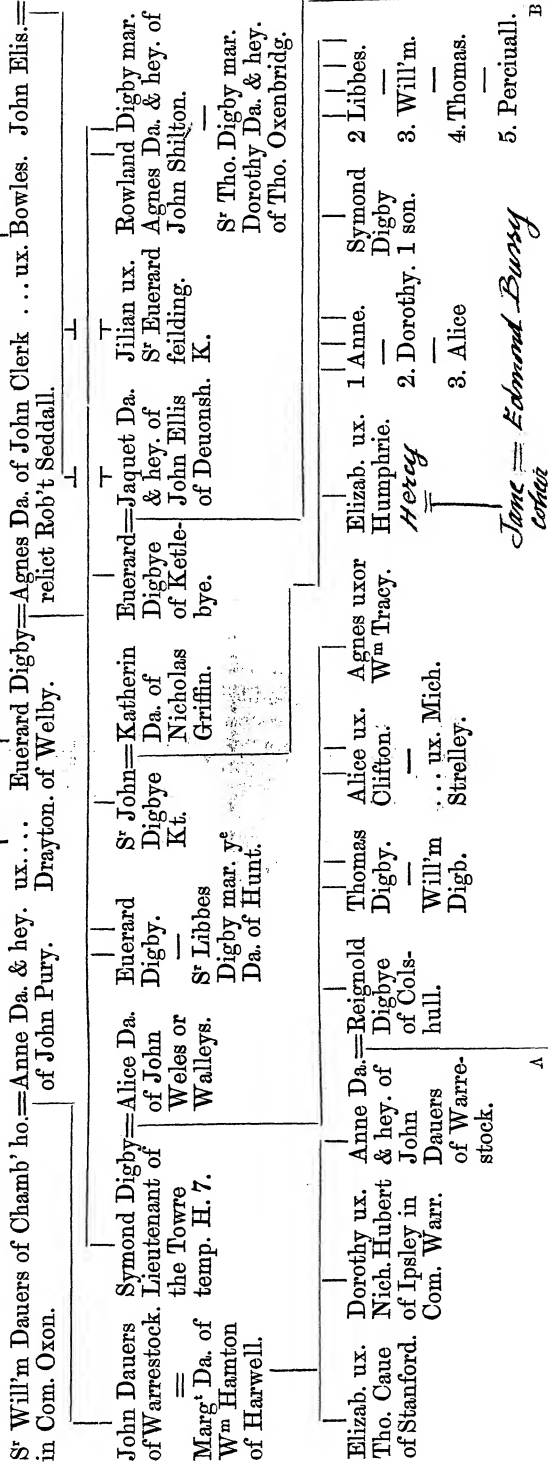 Sʳ Will'm Dauers of Chamb' ho.=Anne Da. & hey. ux.... Euerard Digby=Agnes Da. of John Clerk ...ux. Bowles. John Elis.=
in Com. Oxon. of John Pury. Drayton. of Welby. relict Rob't Seddall.
John Dauers
of Warrestock.
=
Margᵗ Da. of
Wᵐ Hamton
of Harwell.
Symond Digby=Alice Da.
Lieutenant of of John
the Towre Weles or
temp. H. 7. Walleys.
Euerard
Digby.
—
Sʳ Libbes
Digby mar. yᵉ
Da. of Hunt.
Sʳ John=Katherin
Digbye Da. of
Kt. Nicholas
Griffin.
Euerard=Jaquet Da.
Digbye & hey. of
of Ketle- John Ellis
bye. of Deuonsh.
Jilian ux.
Sʳ Euerard
feilding.
K.
Rowland Digby mar.
Agnes Da. & hey. of
John Shilton.
—
Sʳ Tho. Digby mar.
Dorothy Da. & hey.
of Tho. Oxenbridg.
Elizab. ux.
Tho. Caue
of Stanford.
Dorothy ux.
Nich. Hubert
of Ipsley in
Com. Warr.
Anne Da.=Reignold
& hey. of Digbye
John of Cols-
Dauers hull.
of Warre-
stock.
A
Thomas
Digby.
—
Will'm
Digb.
Alice ux.
Clifton.
—
... ux. Mich.
Strelley.
Agnes uxor
Wᵐ Tracy.
Elizab. ux.
Humphrie.
Hercy
=
Jane = Edmond Bussy
coheir
1 Anne.
—
2. Dorothy.
—
3. Alice
Symond
Digby
1 son.
2 Libbes.
—
3. Will'm.
—
4. Thomas.
—
5. Perciuall.
B